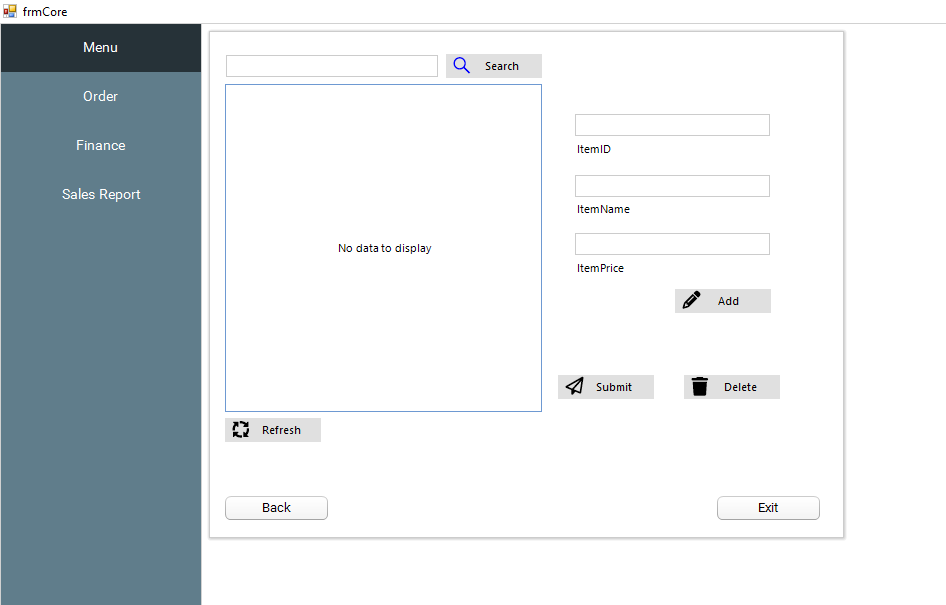 frmCore
Menu
Order
Finance
Sales Report
Search
No data to display
Refresh
ItemID
ItemName
ItemPrice
Add
Submit
Delete
Back
Exit